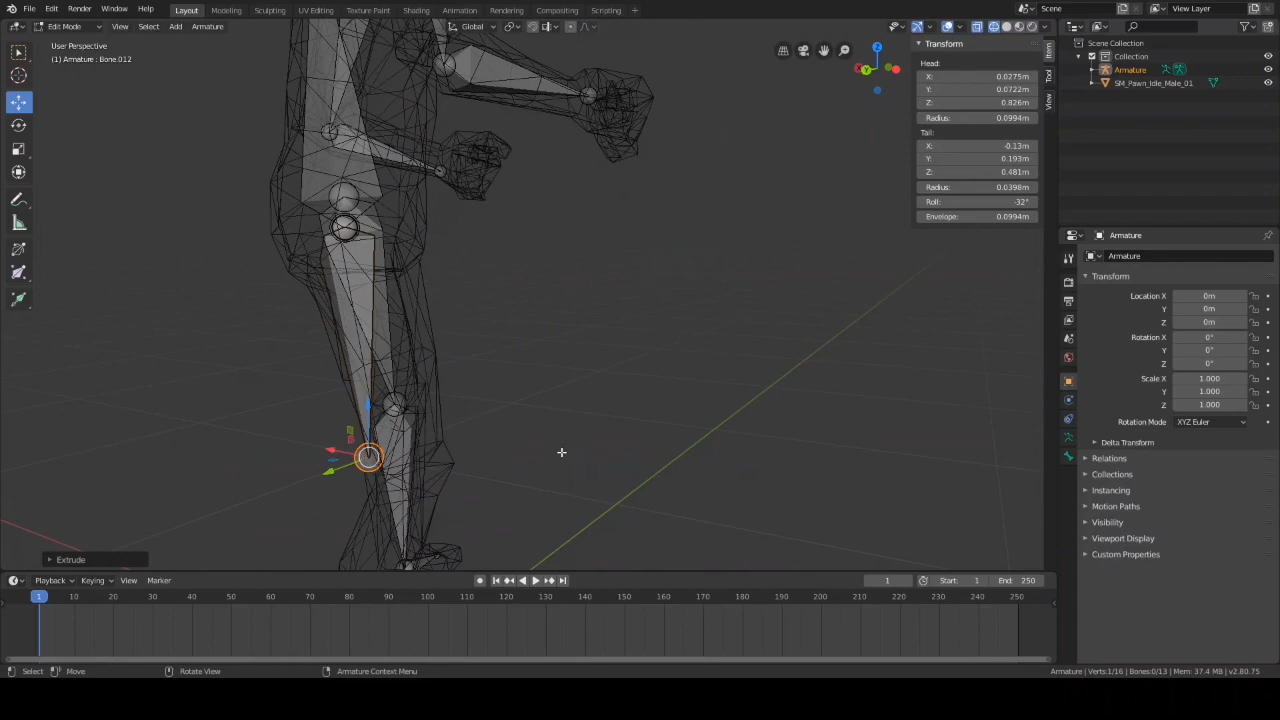 File Edit Render Window Help Layout Modeling Sculpting UV Editing Texture Paint Shading Animation Rendering Compositing Scripting + Scene View Layer
Edit Mode View Select Add Armature Global
User Perspective
(1) Armature : Bone.012
Z
X
Y
Transform
Head:
X: 0.0275m
Y: 0.0722m
Z: 0.826m
Radius: 0.0994m
Tail:
X: -0.13m
Y: 0.193m
Z: 0.481m
Radius: 0.0398m
Roll: -32°
Envelope: 0.0994m
Item
Tool
View
Scene Collection
Collection
Armature
SM_Pawn_Idle_Male_01
Armature
Armature
Transform
Location X 0m
Y 0m
Z 0m
Rotation X 0°
Y 0°
Z 0°
Scale X 1.000
Y 1.000
Z 1.000
Rotation Mode XYZ Euler
Delta Transform
Relations
Collections
Instancing
Motion Paths
Visibility
Viewport Display
Custom Properties
Extrude
Playback Keying View Marker 1 Start: 1 End: 250
1 10 20 30 40 50 60 70 80 90 100 110 120 130 140 150 160 170 180 190 200 210 220 230 240 250
Select Move Rotate View Armature Context Menu Armature | Verts:1/16 | Bones:0/13 | Mem: 37.4 MB | v2.80.75